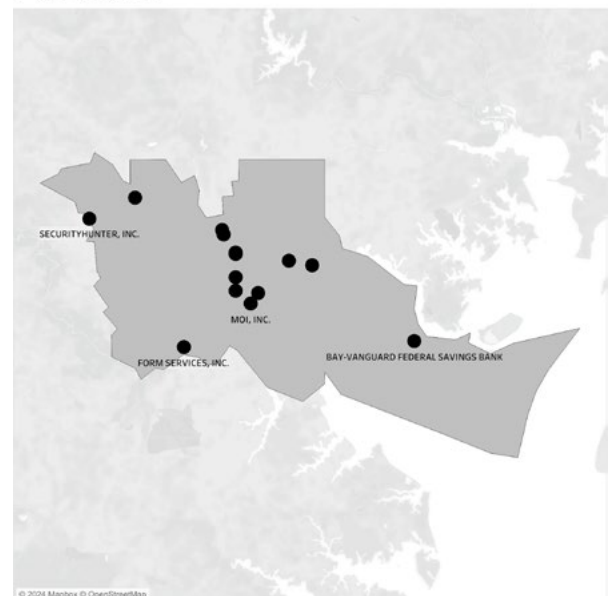 SECURITYHUNTER, INC.
MOI, INC.
FORM SERVICES, INC.
BAY-VANGUARD FEDERAL SAVINGS BANK
© 2024 Mapbox © OpenStreetMap